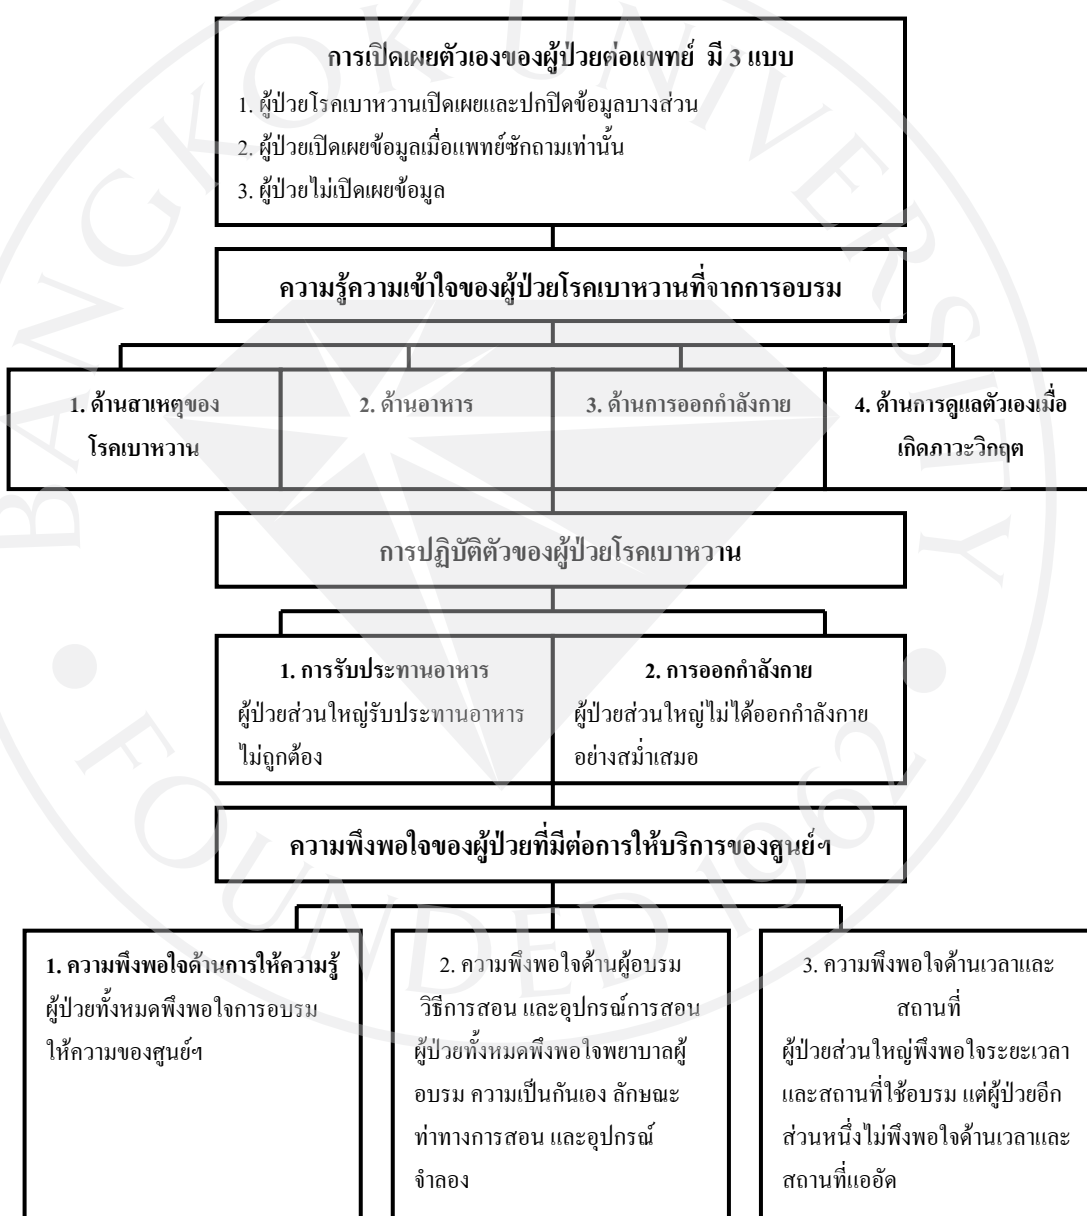 การเปิดเผยตัวเองของผู้ป่วยต่อแพทย์ มี 3 แบบ
1. ผู้ป่วยโรคเบาหวานเปิดเผยและปกปิดข้อมูลบางส่วน
2. ผู้ป่วยเปิดเผยข้อมูลเมื่อแพทย์ซักถามเท่านั้น
3. ผู้ป่วยไม่เปิดเผยข้อมูล
ความรู้ความเข้าใจของผู้ป่วยโรคเบาหวานที่จากการอบรม
1. ด้านสาเหตุของ
โรคเบาหวาน
2. ด้านอาหาร
3. ด้านการออกกำลังกาย
4. ด้านการดูแลตัวเองเมื่อ
เกิดภาวะวิกฤต
การปฏิบัติตัวของผู้ป่วยโรคเบาหวาน
1. การรับประทานอาหาร
ผู้ป่วยส่วนใหญ่รับประทานอาหาร
ไม่ถูกต้อง
2. การออกกำลังกาย
ผู้ป่วยส่วนใหญ่ไม่ได้ออกกำลังกาย
อย่างสม่ำเสมอ
ความพึงพอใจของผู้ป่วยที่มีต่อการให้บริการของศูนย์ฯ
1. ความพึงพอใจด้านการให้ความรู้
ผู้ป่วยทั้งหมดพึงพอใจการอบรม
ให้ความของศูนย์ฯ
2. ความพึงพอใจด้านผู้อบรม
วิธีการสอน และอุปกรณ์การสอน
ผู้ป่วยทั้งหมดพึงพอใจพยาบาลผู้
อบรม ความเป็นกันเอง ลักษณะ
ท่าทางการสอน และอุปกรณ์
จำลอง
3. ความพึงพอใจด้านเวลาและ
สถานที่
ผู้ป่วยส่วนใหญ่พึงพอใจระยะเวลา
และสถานที่ใช้อบรม แต่ผู้ป่วยอีก
ส่วนหนึ่งไม่พึงพอใจด้านเวลาและ
สถานที่แออัด
BANGKOK UNIVERSITY
FOUNDED 1962